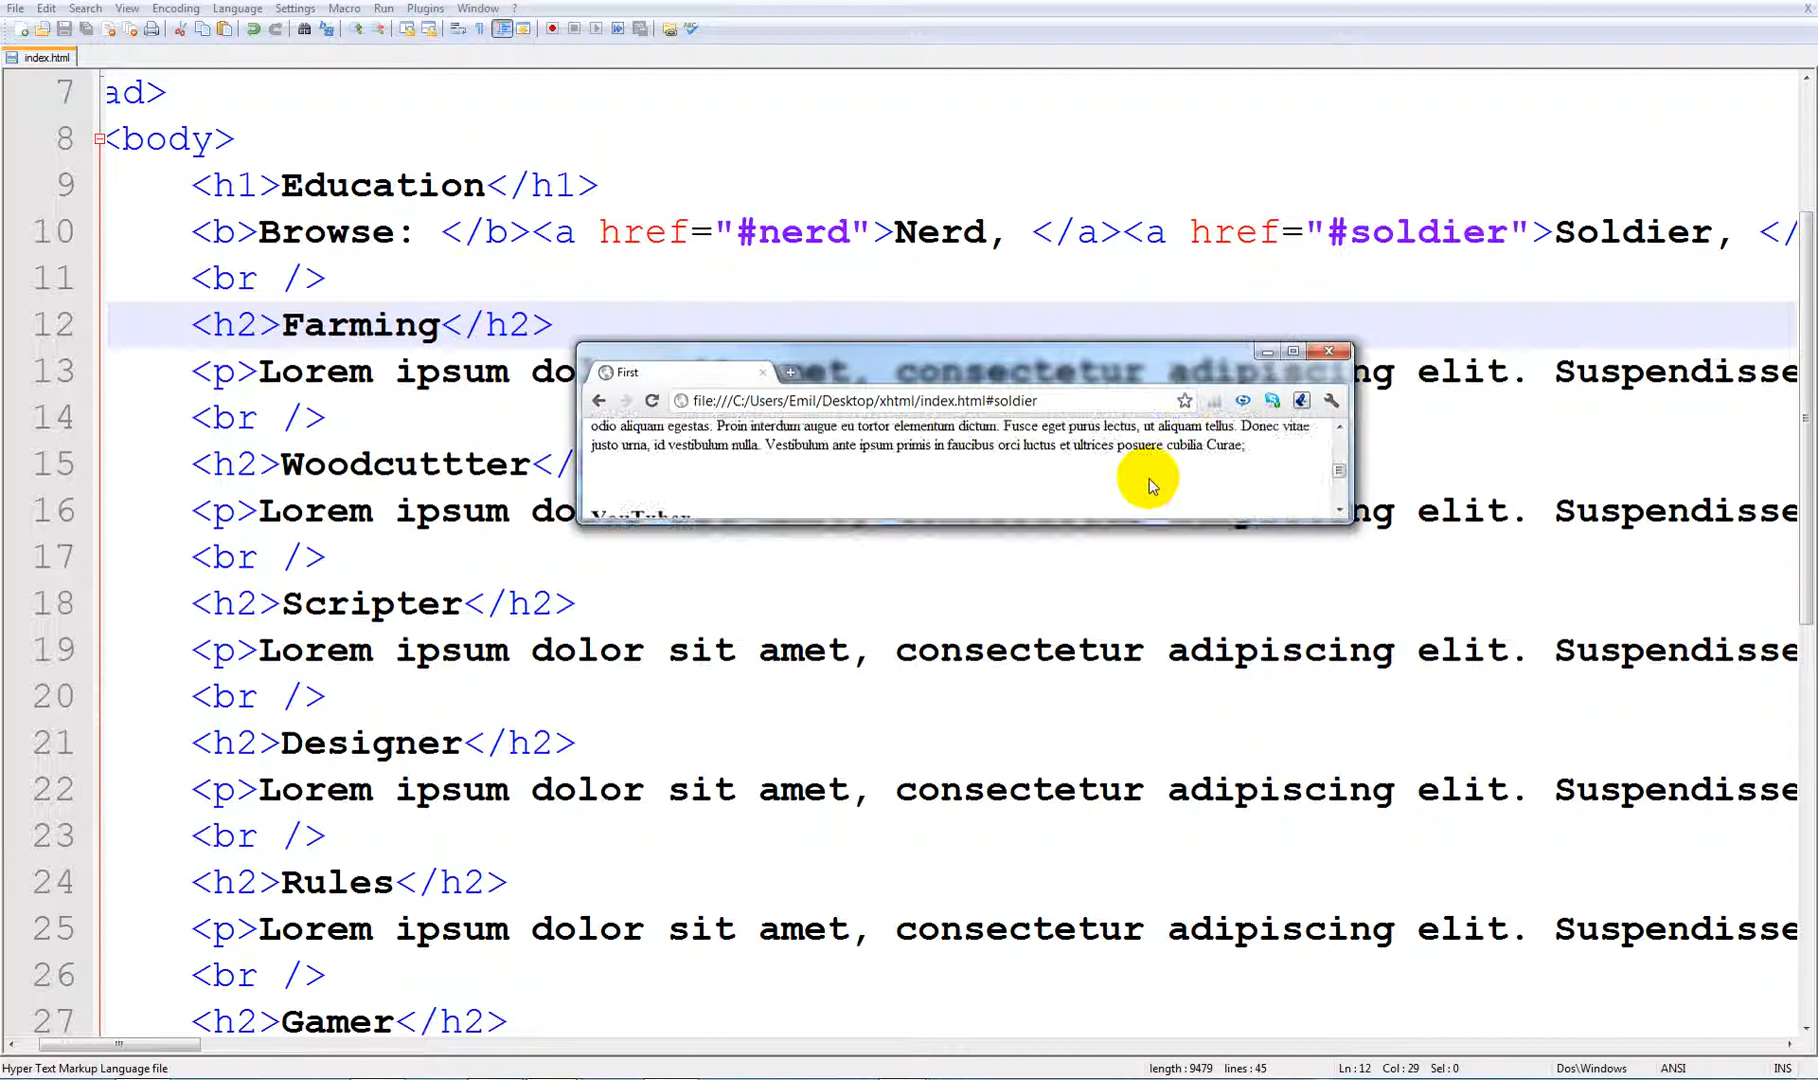 File Edit Search View Encoding Language Settings Macro Run Plugins Window ?
X
index.html
7 ad>
8 <body>
9 <h1>Education</h1>
10 <b>Browse: </b><a href="#nerd">Nerd, </a><a href="#soldier">Soldier, </
11 <br />
12 <h2>Farming</h2>
13 <p>Lorem ipsum do amet, consectetur adipiscing elit. Suspendisse
14 <br />
15 <h2>Woodcuttter</
16 <p>Lorem ipsum do ng elit. Suspendisse
17 <br />
18 <h2>Scripter</h2>
19 <p>Lorem ipsum dolor sit amet, consectetur adipiscing elit. Suspendisse
20 <br />
21 <h2>Designer</h2>
22 <p>Lorem ipsum dolor sit amet, consectetur adipiscing elit. Suspendisse
23 <br />
24 <h2>Rules</h2>
25 <p>Lorem ipsum dolor sit amet, consectetur adipiscing elit. Suspendisse
26 <br />
27 <h2>Gamer</h2>
First
file:///C:/Users/Emil/Desktop/xhtml/index.html#soldier
odio aliquam egestas. Proin interdum augue eu tortor elementum dictum. Fusce eget purus lectus, ut aliquam tellus. Donec vitae
justo urna, id vestibulum nulla. Vestibulum ante ipsum primis in faucibus orci luctus et ultrices posuere cubilia Curae;
YouTuber
Hyper Text Markup Language file length : 9479 lines : 45 Ln : 12 Col : 29 Sel : 0 Dos\Windows ANSI INS